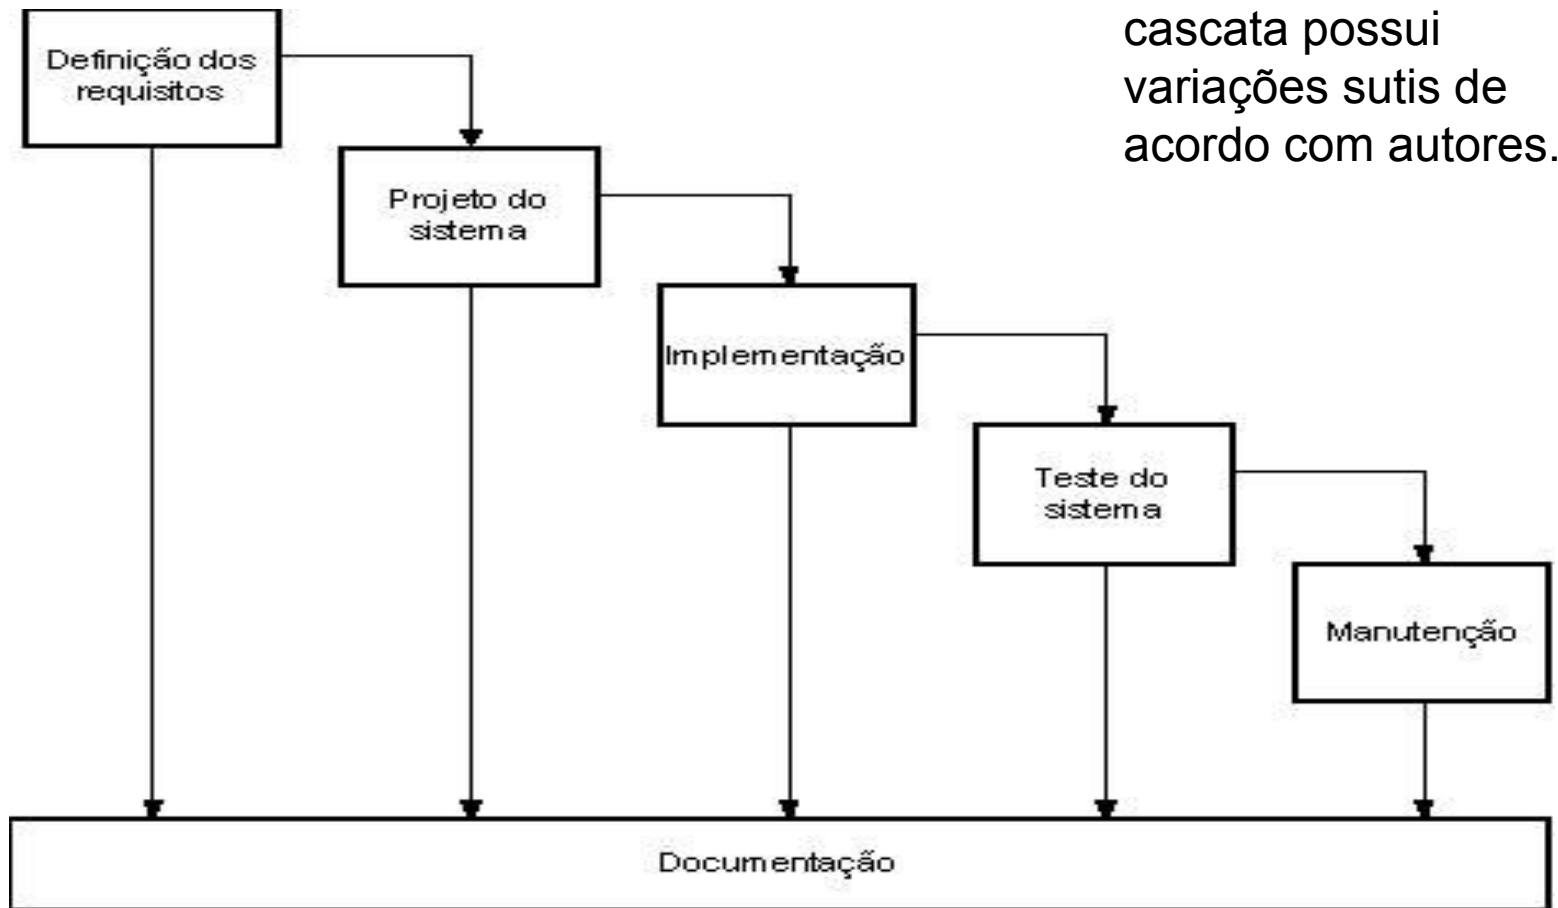 cascata possui
variações sutis de
acordo com autores.
Definição dos
requisitos
Projeto do
sistema
Implementação
Teste do
sistema
Manutenção
Documentação